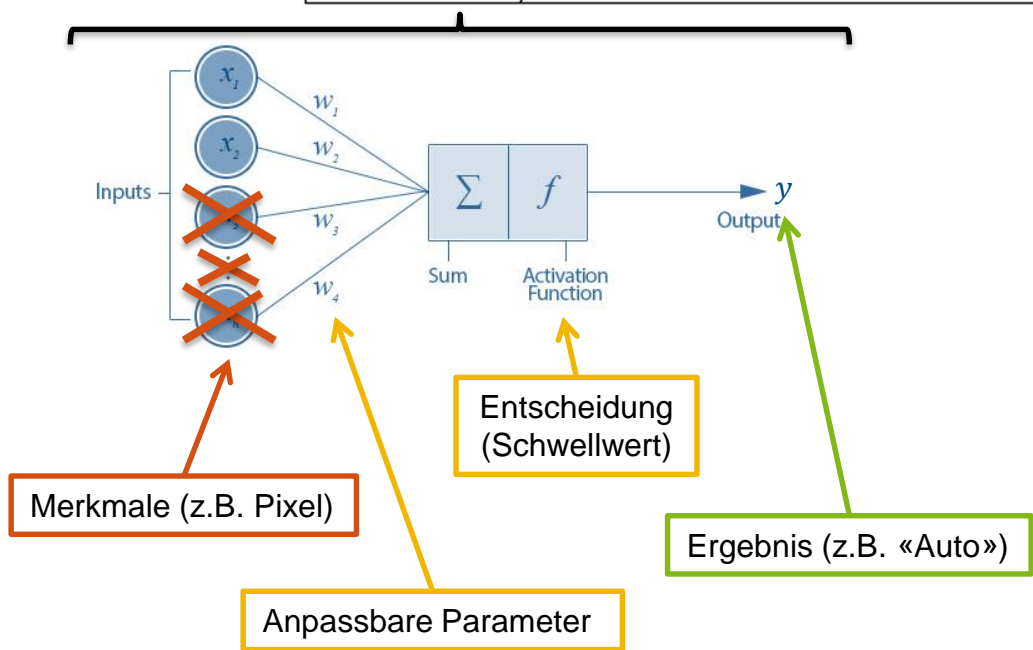 x₁
w₁
x₂
w₂
Inputs
w₃
∑ f
y
Output
Sum
Activation
Function
w₄
Entscheidung
(Schwellwert)
Merkmale (z.B. Pixel)
Ergebnis (z.B. «Auto»)
Anpassbare Parameter